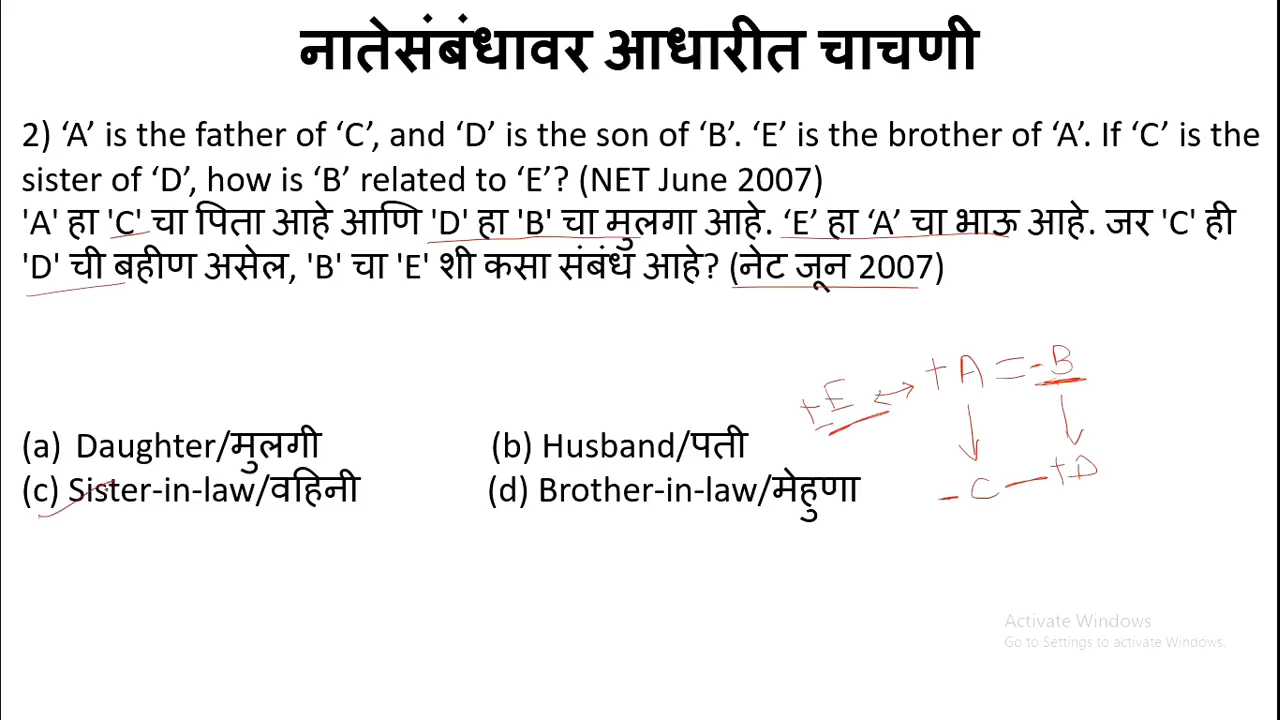 नातेसंबंधावर आधारीत चाचणी
2) ‘A’ is the father of ‘C’, and ‘D’ is the son of ‘B’. ‘E’ is the brother of ‘A’. If ‘C’ is the
sister of ‘D’, how is ‘B’ related to ‘E’? (NET June 2007)
'A' हा 'C' चा पिता आहे आणि 'D' हा 'B' चा मुलगा आहे. ‘E’ हा ‘A’ चा भाऊ आहे. जर 'C' ही
'D' ची बहीण असेल, 'B' चा 'E' शी कसा संबंध आहे? (नेट जून 2007)
+E ↔ +A = -B
(a) Daughter/मुलगी (b) Husband/पती
- C — +D
(c) Sister-in-law/वहिनी (d) Brother-in-law/मेहुणा
Activate Windows
Go to Settings to activate Windows.